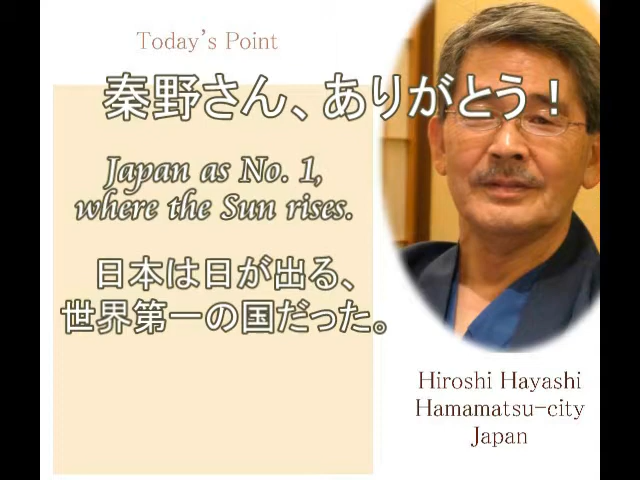 Today's Point
秦野さん、ありがとう！
Japan as No. 1,
where the Sun rises.
日本は日が出る、
世界第一の国だった。
Hiroshi Hayashi
Hamamatsu-city
Japan